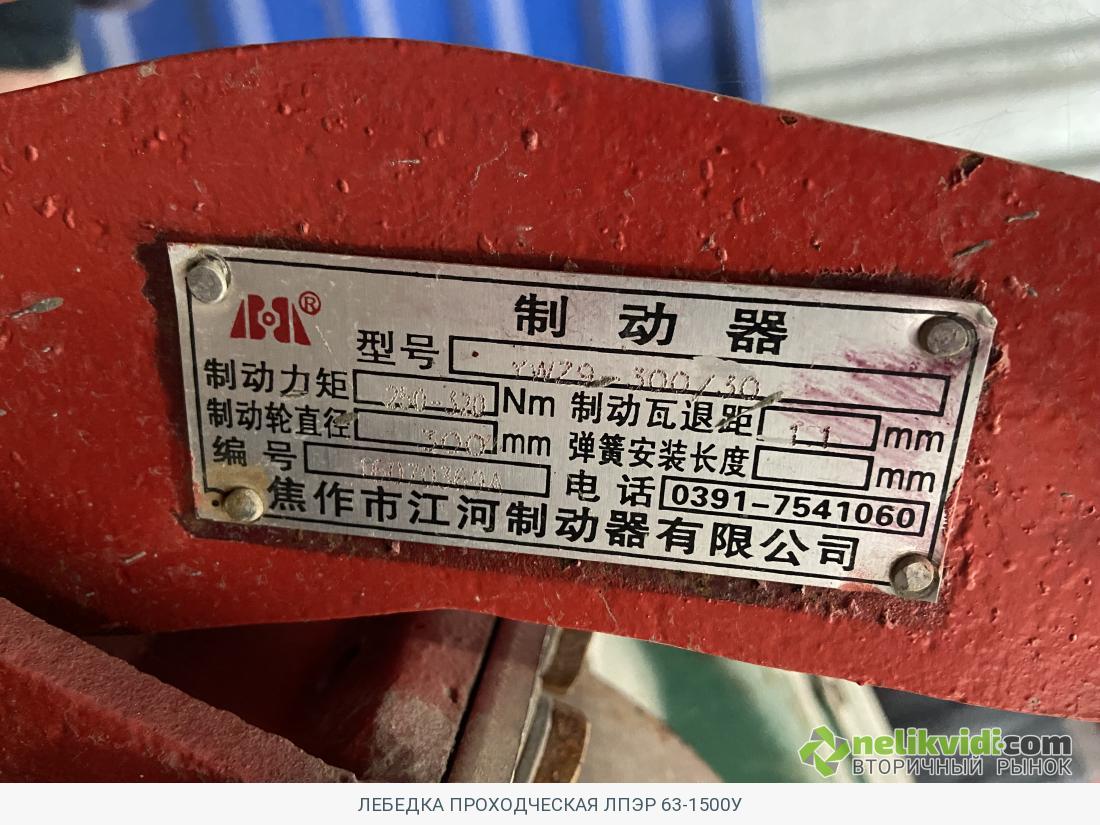 ®
制动器
型号 YWZ9-300/30
制动力矩 Nm 制动瓦退距 mm
制动轮直径 300 mm 弹簧安装长度 mm
编号 电话 0391-7541060
焦作市江河制动器有限公司
nelikvidi.com
ВТОРИЧНЫЙ РЫНОК
ЛЕБЕДКА ПРОХОДЧЕСКАЯ ЛПЭР 63-1500У